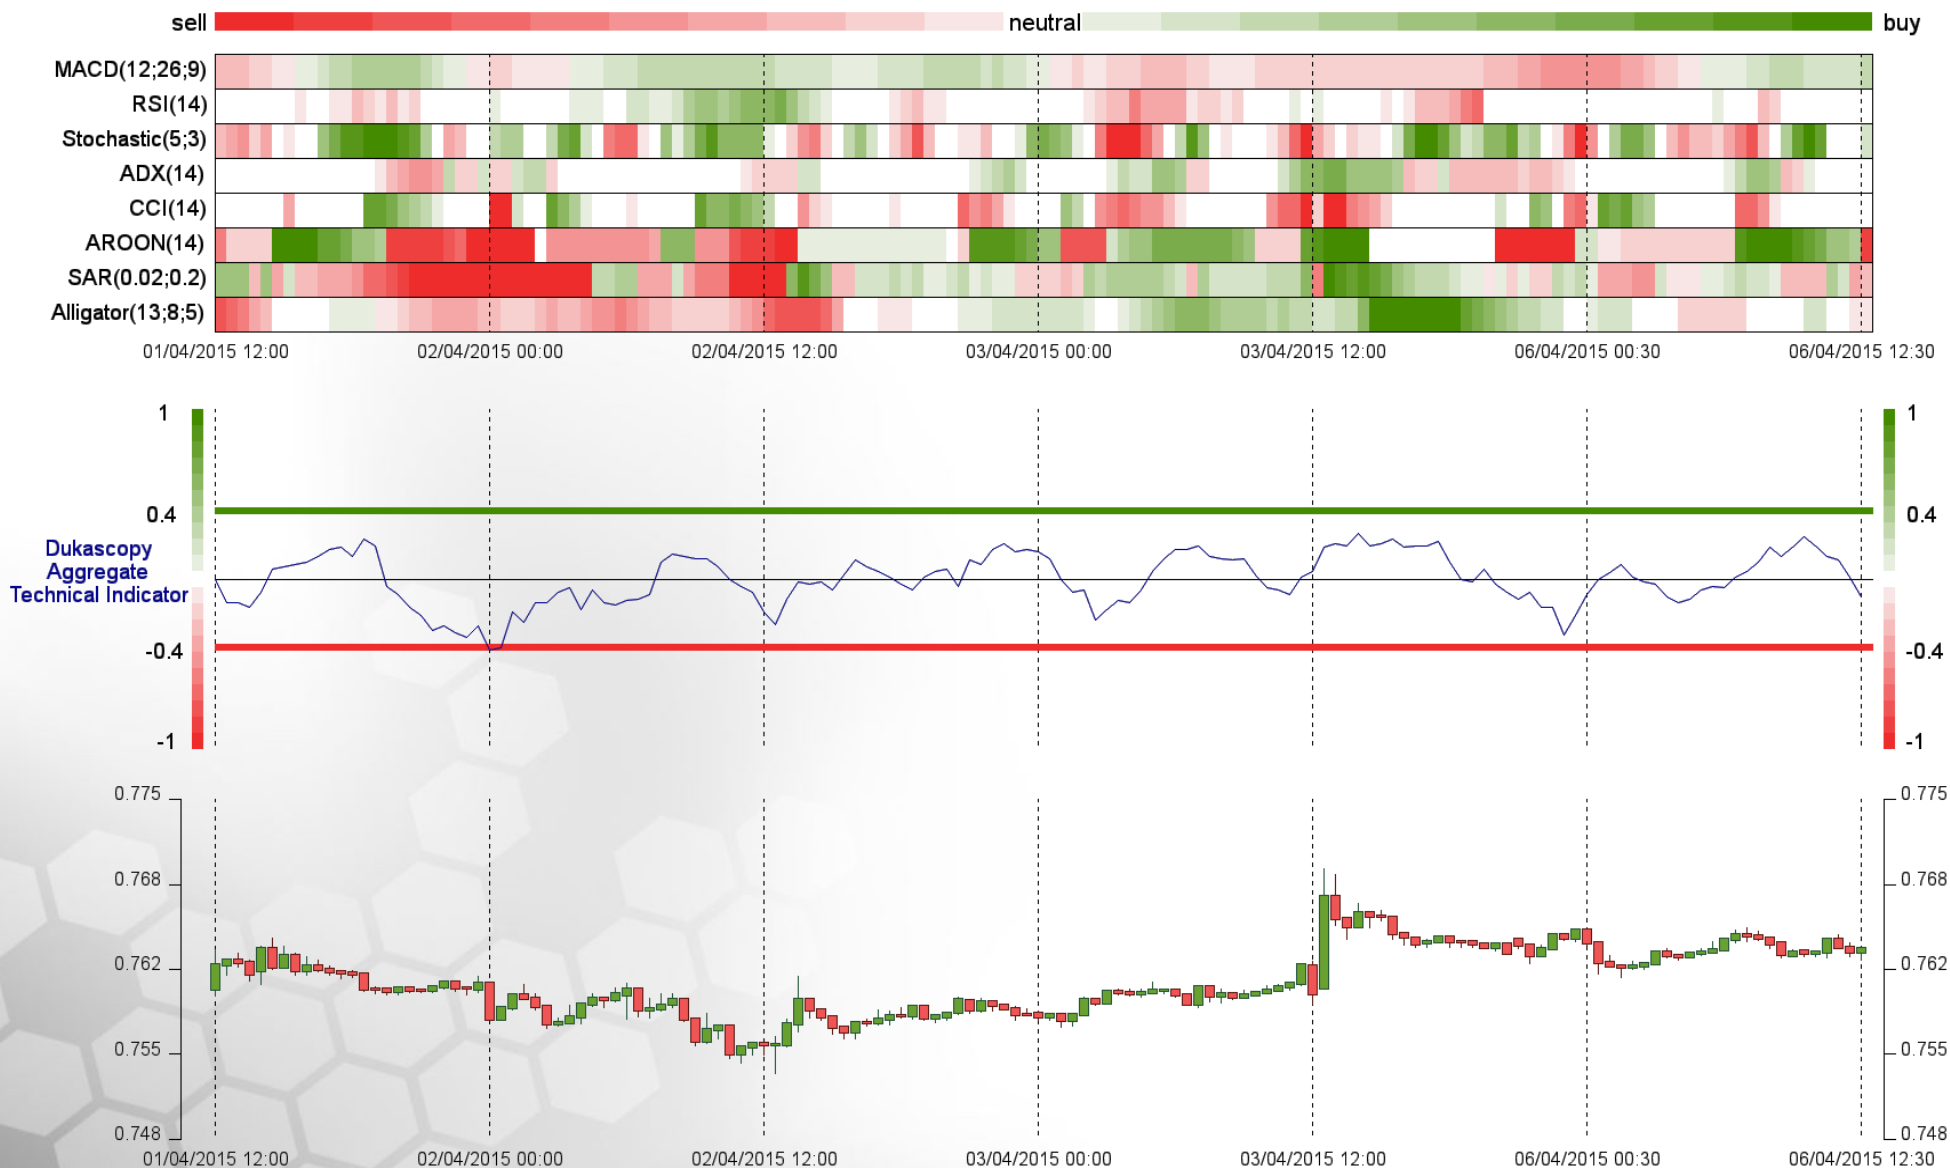 sell neutral buy
MACD(12;26;9)
RSI(14)
Stochastic(5;3)
ADX(14)
CCI(14)
AROON(14)
SAR(0.02;0.2)
Alligator(13;8;5)
01/04/2015 12:00 02/04/2015 00:00 02/04/2015 12:00 03/04/2015 00:00 03/04/2015 12:00 06/04/2015 00:30 06/04/2015 12:30
1 1
0.4 0.4
Dukascopy
Aggregate
Technical Indicator
-0.4 -0.4
-1 -1
0.775 0.775
0.768 0.768
0.762 0.762
0.755 0.755
0.748 0.748
01/04/2015 12:00 02/04/2015 00:00 02/04/2015 12:00 03/04/2015 00:00 03/04/2015 12:00 06/04/2015 00:30 06/04/2015 12:30